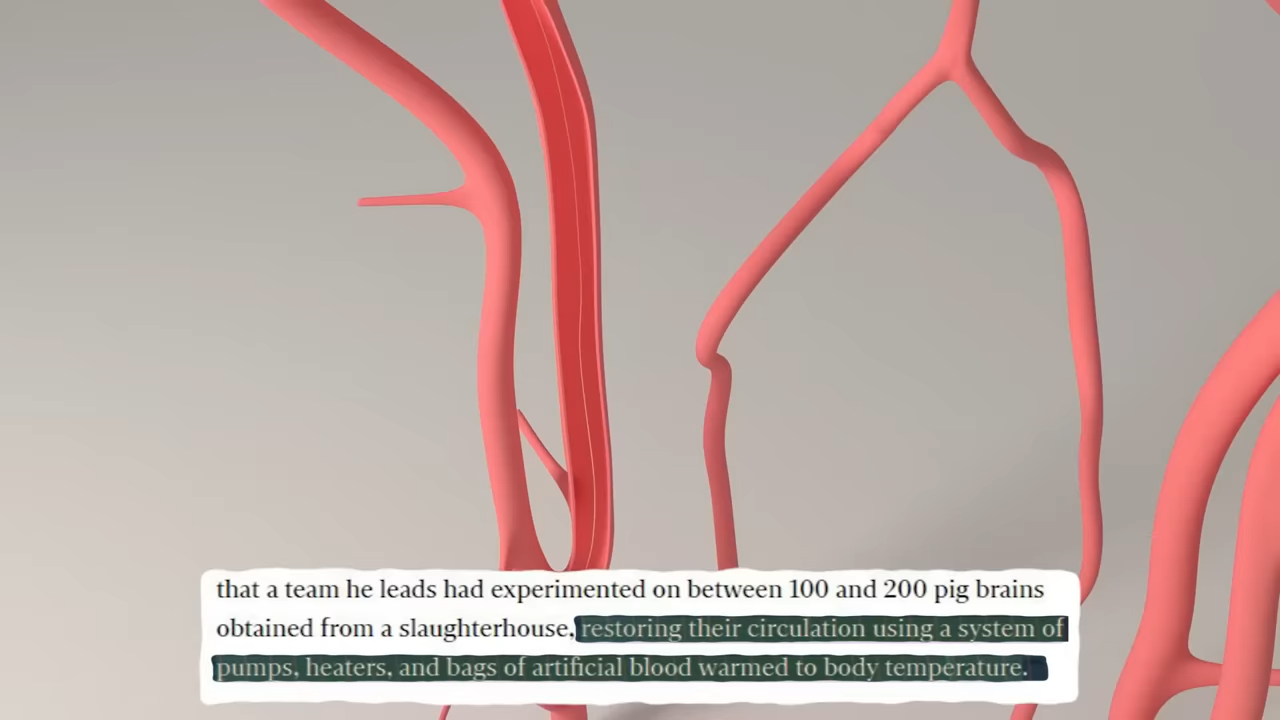 that a team he leads had experimented on between 100 and 200 pig brains
obtained from a slaughterhouse, restoring their circulation using a system of
pumps, heaters, and bags of artificial blood warmed to body temperature.